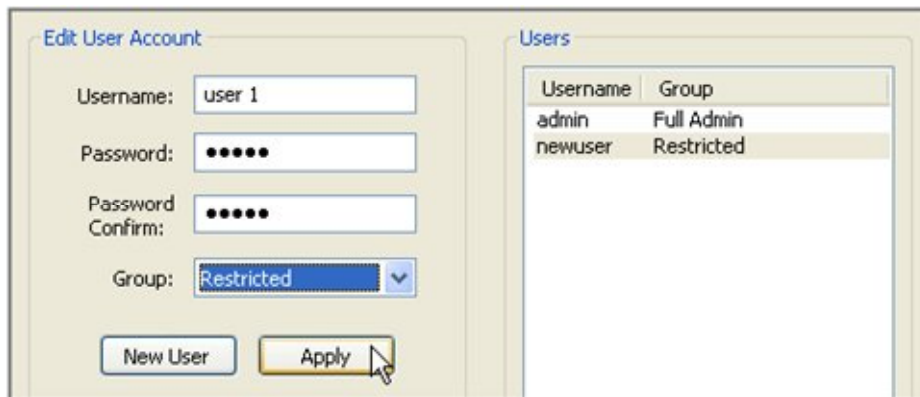 Edit User Account
Username: user 1
Password: •••••
Password
Confirm: •••••
Group: Restricted
New User Apply
Users
Username Group
admin Full Admin
newuser Restricted